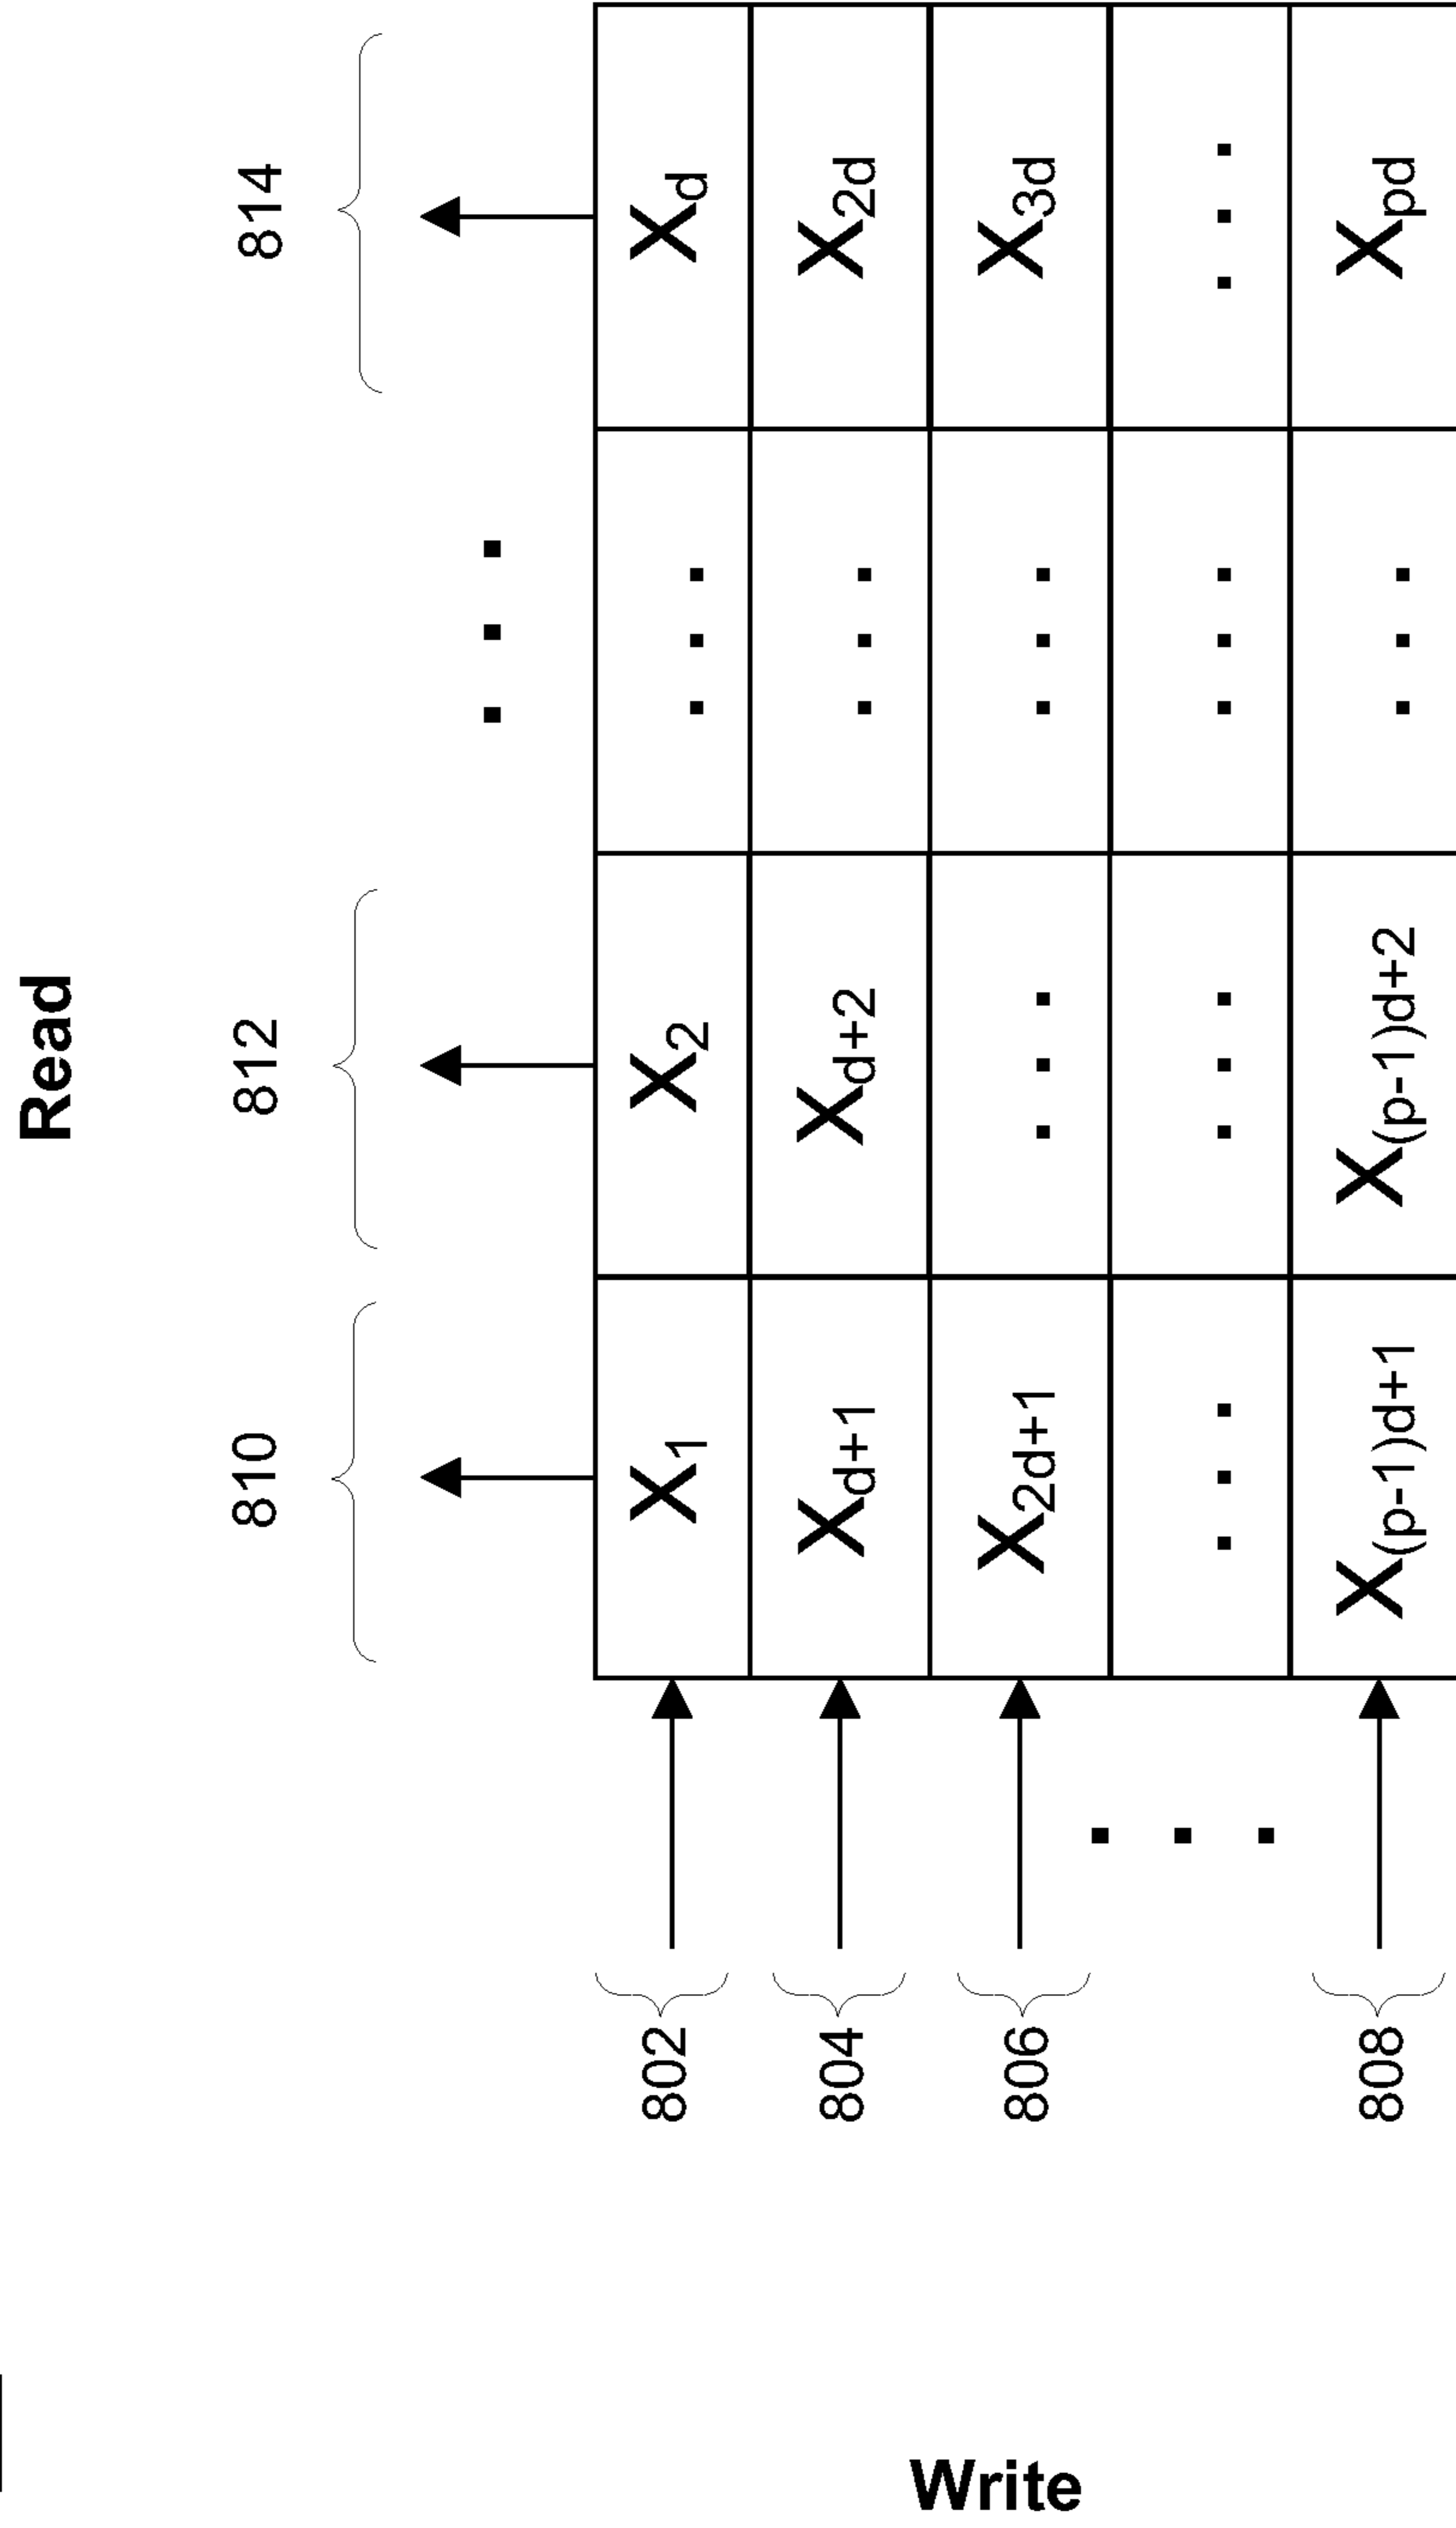 Read
810 812 814
. . .
802 X1 X2 . . . Xd
804 Xd+1 Xd+2 . . . X2d
806 X2d+1 . . . . . . X3d
. . . . . . . . . . . . . . .
808 X(p-1)d+1 X(p-1)d+2 . . . Xpd
Write